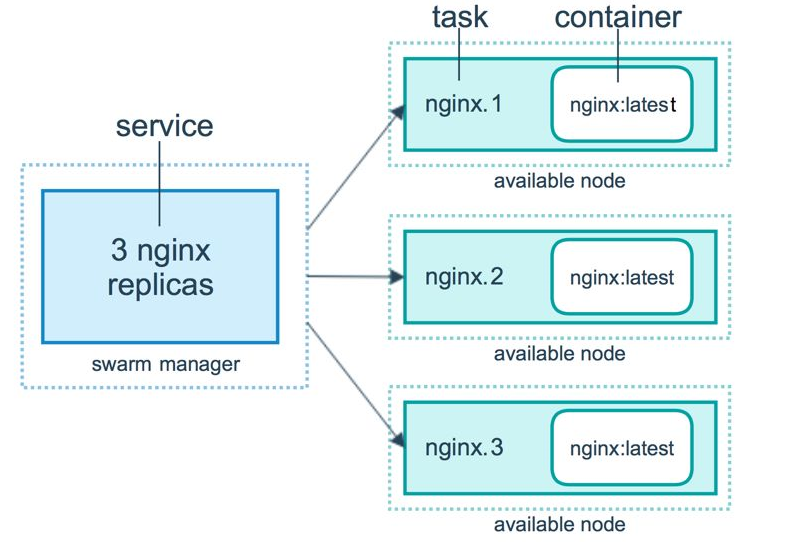 task
container
nginx.1
nginx:latest
available node
service
3 nginx
replicas
swarm manager
nginx.2
nginx:latest
available node
nginx.3
nginx:latest
available node